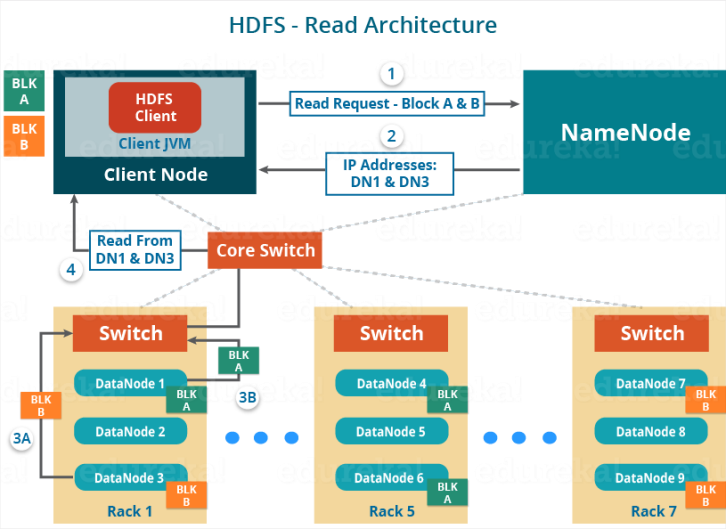 HDFS - Read Architecture
BLK
A
BLK
B
HDFS
Client
Client JVM
Client Node
1
Read Request - Block A & B
2
IP Addresses:
DN1 & DN3
NameNode
4
Read From
DN1 & DN3
Core Switch
Switch
DataNode 1
BLK
A
DataNode 2
DataNode 3
BLK
B
Rack 1
3A
BLK
B
3B
BLK
A
Switch
DataNode 4
BLK
A
DataNode 5
DataNode 6
BLK
A
Rack 5
Switch
DataNode 7
BLK
B
DataNode 8
DataNode 9
BLK
B
Rack 7
edureka!